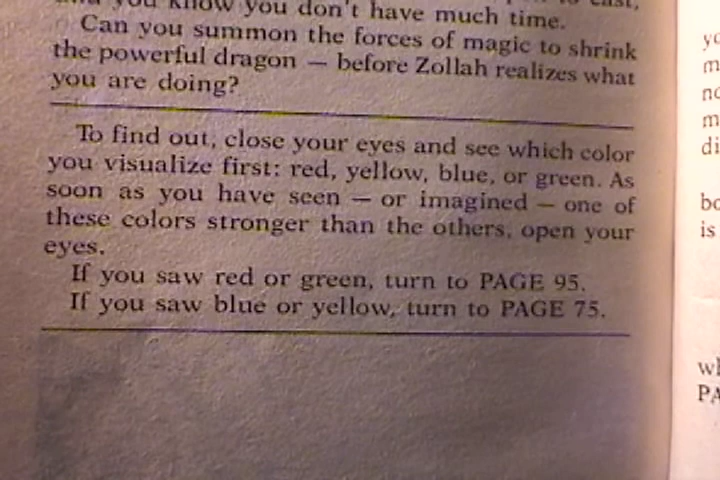 you know you don't have much time.
Can you summon the forces of magic to shrink
the powerful dragon — before Zollah realizes what
you are doing?
To find out, close your eyes and see which color
you visualize first: red, yellow, blue, or green. As
soon as you have seen — or imagined — one of
these colors stronger than the others, open your
eyes.
If you saw red or green, turn to PAGE 95.
If you saw blue or yellow, turn to PAGE 75.
is